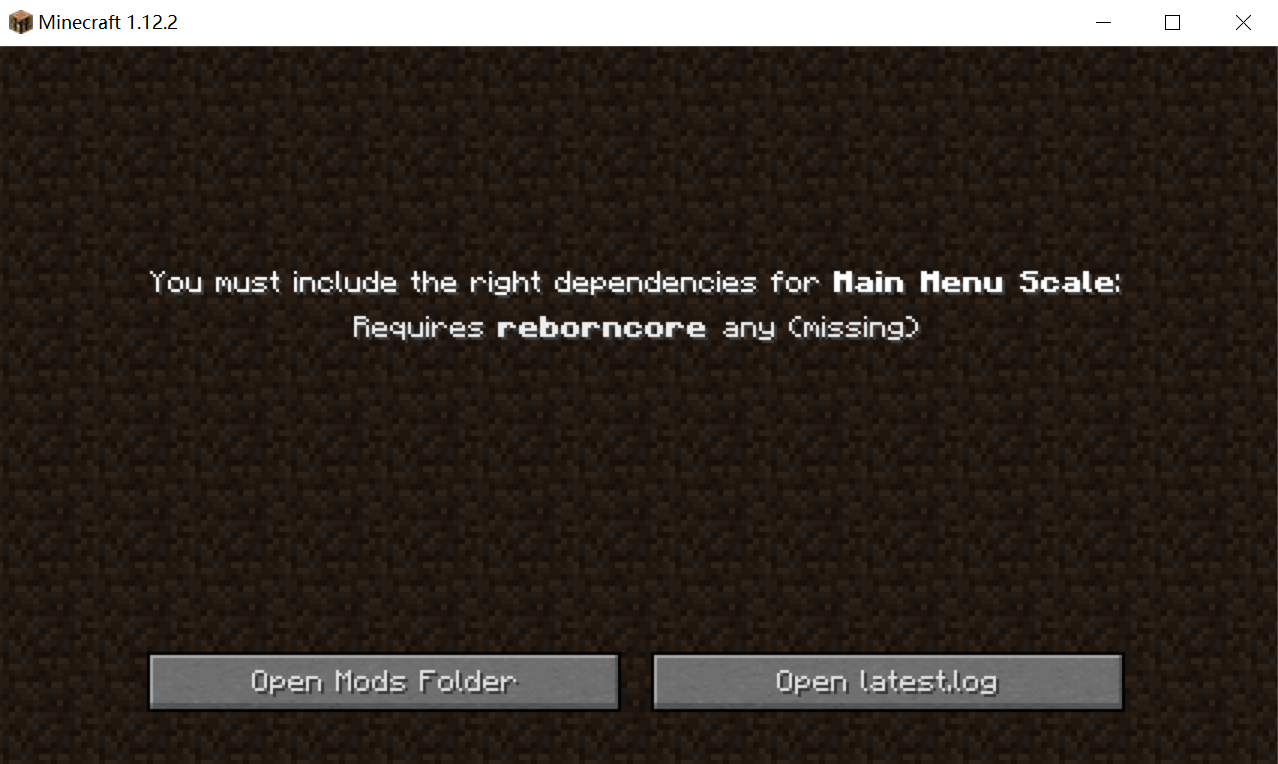 Minecraft 1.12.2
You must include the right dependencies for Main Menu Scale:
Requires reborncore any (missing)
Open Mods Folder
Open latest.log